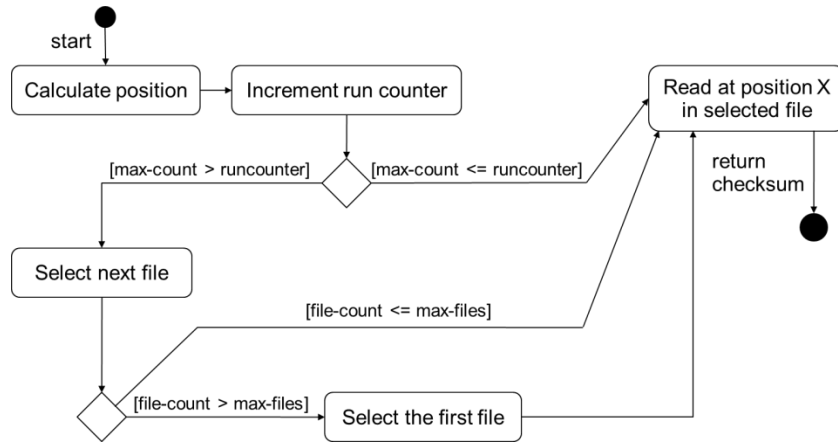 start
Calculate position
Increment run counter
Read at position X
in selected file
[max-count > runcounter]
[max-count <= runcounter]
return
checksum
Select next file
[file-count <= max-files]
[file-count > max-files]
Select the first file